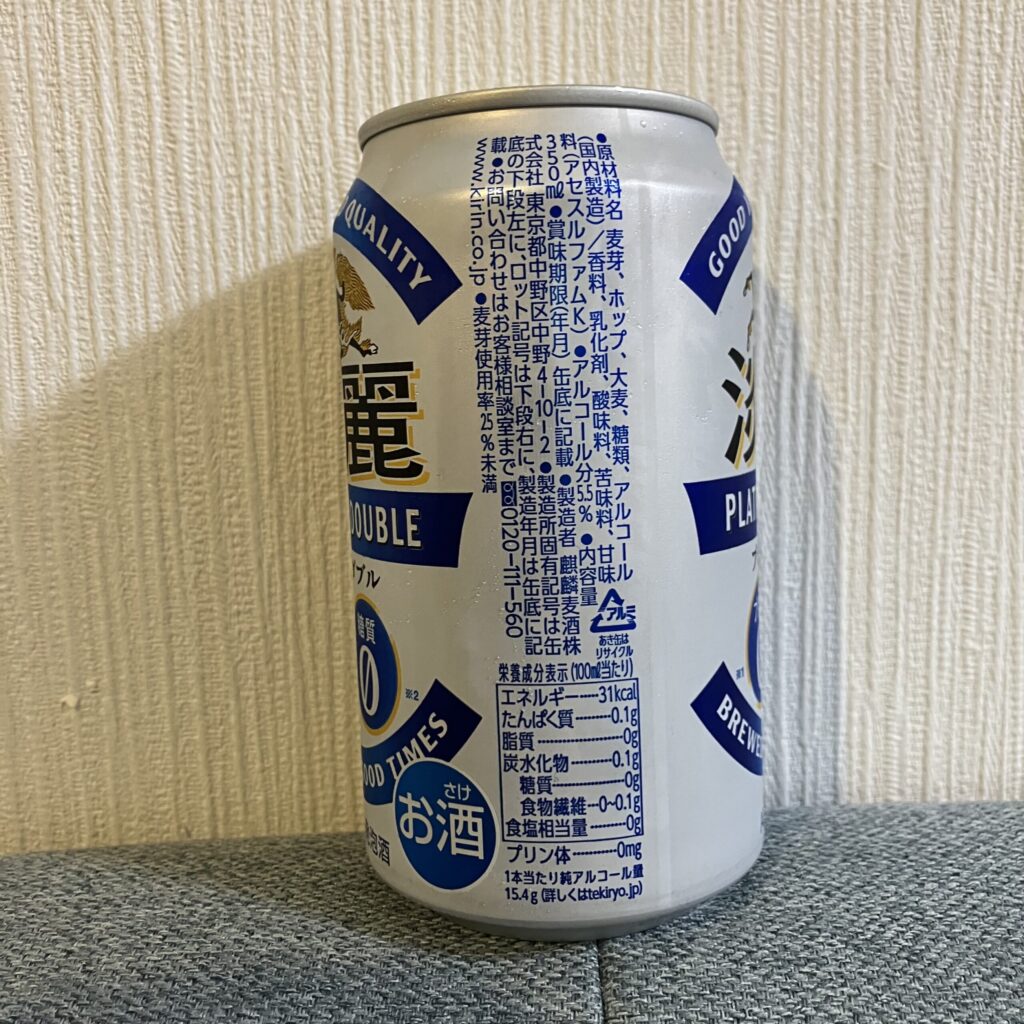 QUALITY
麗
DOUBLE
ブル
糖質
0
※2
GOOD TIMES
さけ
お酒
泡酒
●原材料名 麦芽、ホップ、大麦、糖類、アルコール
(国内製造)/香料、乳化剤、酸味料、苦味料、甘味
料(アセスルファムK) ●アルコール分5.5% ●内容量
350㎖ ●賞味期限(年月)缶底に記載 ●製造者 麒麟麦酒株
式会社 東京都中野区中野4-10-2 ●製造所固有記号は缶
底の下段左に、ロット記号は下段右に、製造年月は缶底に記
載 ●お問い合わせはお客様相談室まで 0120-111-560
www.kirin.co.jp ●麦芽使用率25%未満
アルミ
あき缶は
リサイクル
栄養成分表示(100㎖当たり)
エネルギー 31kcal
たんぱく質 0.1g
脂質 0g
炭水化物 0.1g
糖質 0g
食物繊維 0~0.1g
食塩相当量 0g
プリン体 0mg
1本当たり純アルコール量
15.4g(詳しくはtekiryo.jp)
GOOD
淡
PLAT
BREWE